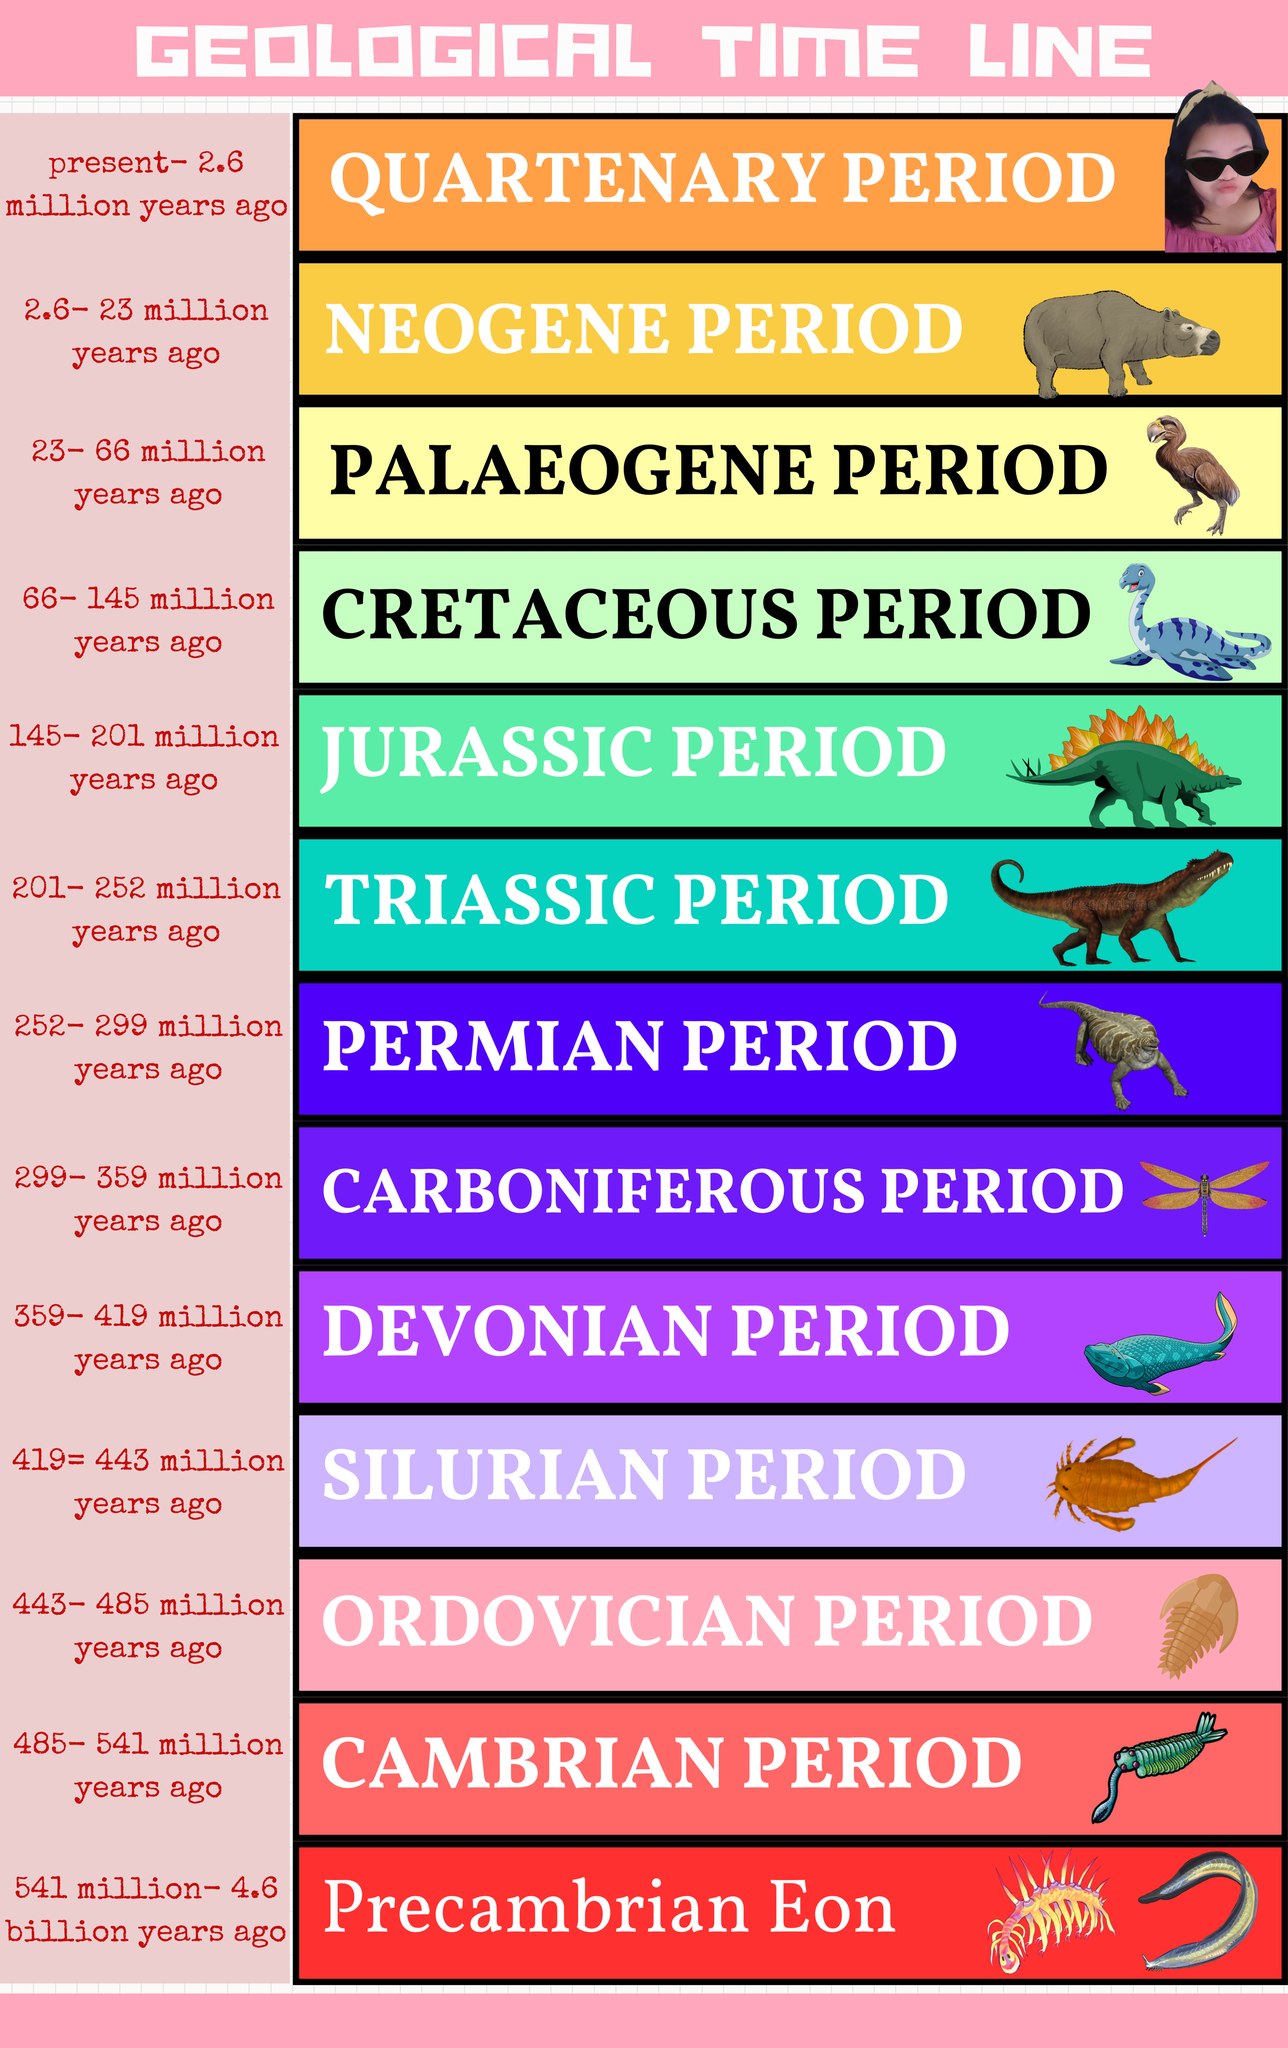 GEOLOGICAL TIME LINE
present- 2.6
million years ago
QUARTENARY PERIOD
2.6- 23 million
years ago
NEOGENE PERIOD
23- 66 million
years ago
PALAEOGENE PERIOD
66- 145 million
years ago
CRETACEOUS PERIOD
145- 201 million
years ago
JURASSIC PERIOD
201- 252 million
years ago
TRIASSIC PERIOD
252- 299 million
years ago
PERMIAN PERIOD
299- 359 million
years ago
CARBONIFEROUS PERIOD
359- 419 million
years ago
DEVONIAN PERIOD
419= 443 million
years ago
SILURIAN PERIOD
443- 485 million
years ago
ORDOVICIAN PERIOD
485- 541 million
years ago
CAMBRIAN PERIOD
541 million- 4.6
billion years ago
Precambrian Eon